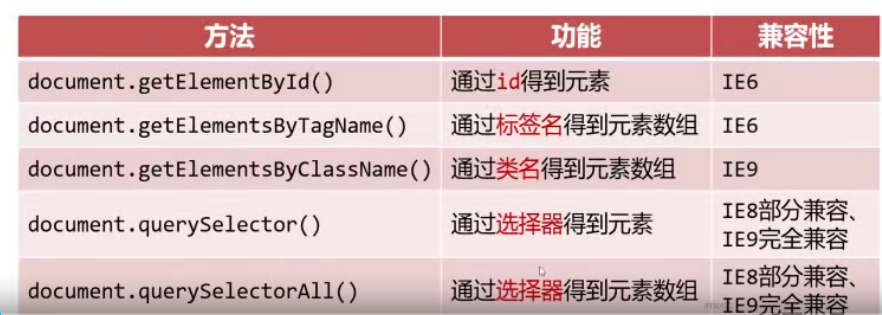 方法 功能 兼容性
document.getElementById() 通过id得到元素 IE6
document.getElementsByTagName() 通过标签名得到元素数组 IE6
document.getElementsByClassName() 通过类名得到元素数组 IE9
document.querySelector() 通过选择器得到元素 IE8部分兼容、
IE9完全兼容
document.querySelectorAll() 通过选择器得到元素数组 IE8部分兼容、
IE9完全兼容